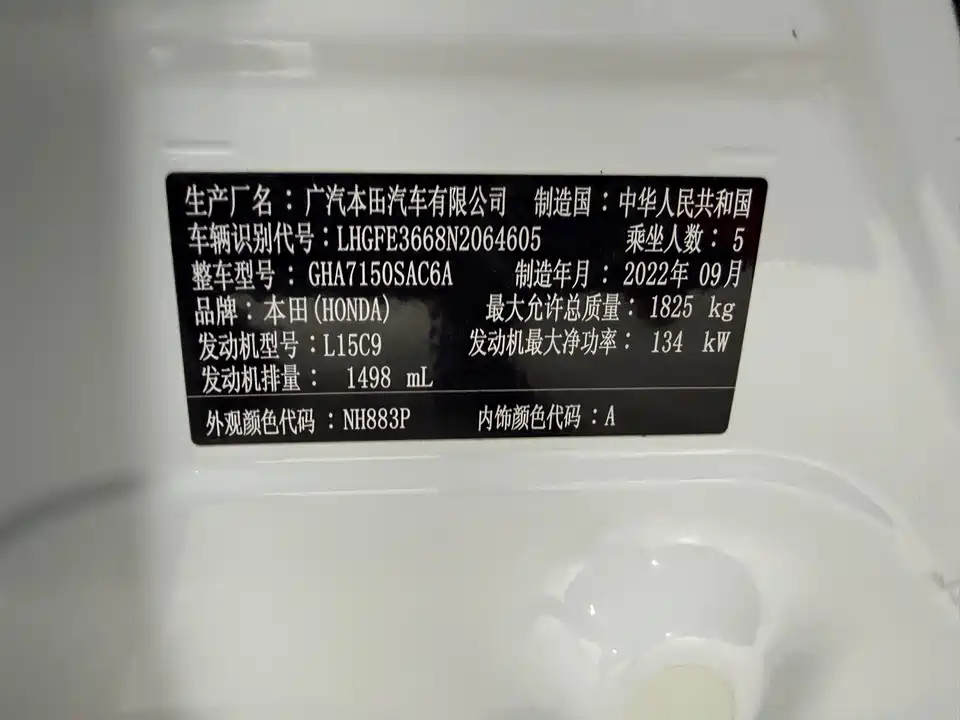 生产厂名：广汽本田汽车有限公司 制造国：中华人民共和国
车辆识别代号：LHGFE3668N2064605 乘坐人数：5
整车型号：GHA7150SAC6A 制造年月：2022年09月
品牌：本田(HONDA) 最大允许总质量：1825 kg
发动机型号：L15C9 发动机最大净功率：134 kW
发动机排量：1498 mL
外观颜色代码：NH883P 内饰颜色代码：A